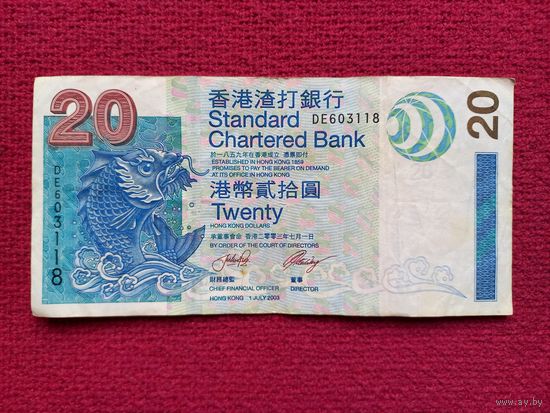 20
香港渣打銀行
Standard
Chartered Bank
DE603118
20
於一八五九年在香港成立 憑票即付
ESTABLISHED IN HONG KONG 1859
PROMISES TO PAY THE BEARER ON DEMAND
AT ITS OFFICE IN HONG KONG
港幣貳拾圓
Twenty
HONG KONG DOLLARS
承董事會命 香港二零零三年七月一日
BY ORDER OF THE COURT OF DIRECTORS
財務總監 董事
CHIEF FINANCIAL OFFICER DIRECTOR
HONG KONG 1 JULY 2003
DE603118
www.ay.by